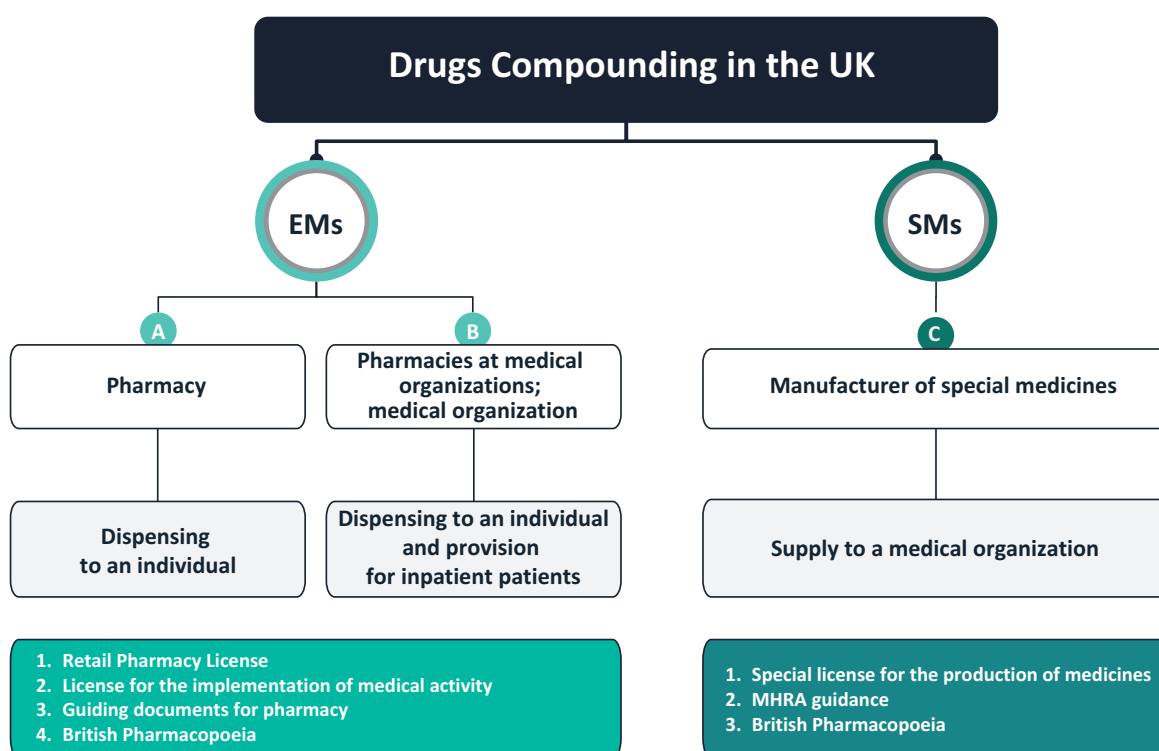 Drugs Compounding in the UK
EMs
SMs
A
B
C
Pharmacy
Pharmacies at medical
organizations;
medical organization
Manufacturer of special medicines
Dispensing
to an individual
Dispensing to an individual
and provision
for inpatient patients
Supply to a medical organization
1. Retail Pharmacy License
2. License for the implementation of medical activity
3. Guiding documents for pharmacy
4. British Pharmacopoeia
1. Special license for the production of medicines
2. MHRA guidance
3. British Pharmacopoeia